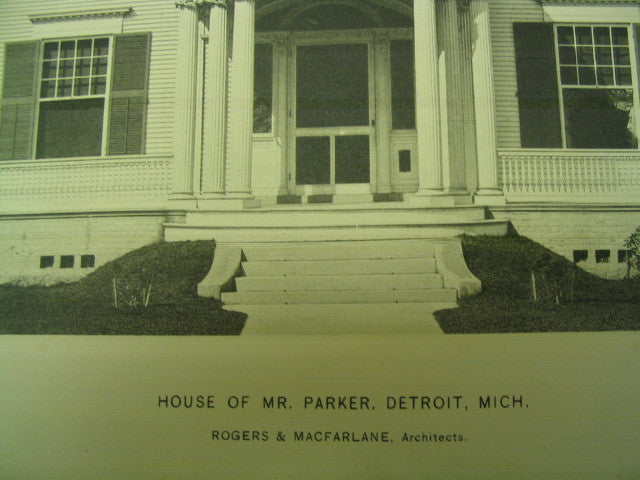 HOUSE OF MR. PARKER, DETROIT, MICH.
ROGERS & MACFARLANE, Architects.